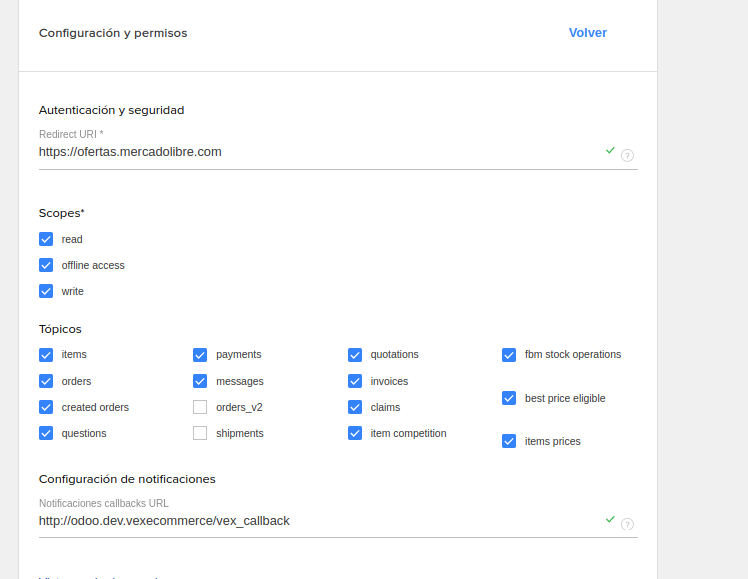 Configuración y permisos
Volver
Autenticación y seguridad
Redirect URI *
https://ofertas.mercadolibre.com
?
Scopes*
read
offline access
write
Tópicos
items
payments
quotations
fbm stock operations
orders
messages
invoices
best price eligible
created orders
orders_v2
claims
questions
shipments
item competition
items prices
Configuración de notificaciones
Notificaciones callbacks URL
http://odoo.dev.vexecommerce/vex_callback
?